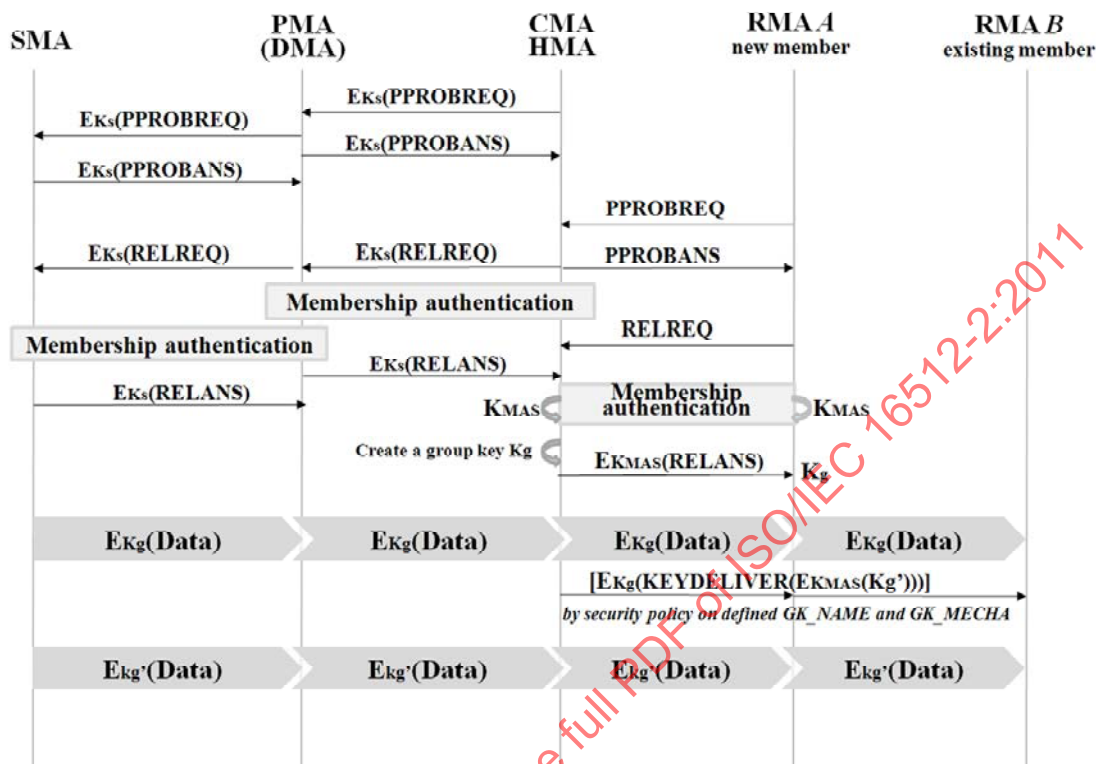 SMA
PMA
(DMA)
CMA
HMA
RMA A
new member
RMA B
existing member
EKs(PPROBREQ)
EKs(PPROBREQ)
EKs(PPROBANS)
EKs(PPROBANS)
PPROBREQ
EKs(RELREQ)
EKs(RELREQ)
PPROBANS
Membership authentication
RELREQ
Membership authentication
EKs(RELANS)
EKs(RELANS)
KMAS
Membership
authentication
KMAS
Create a group key Kg
EKMAS(RELANS)
Kg
EKg(Data)
EKg(Data)
EKg(Data)
EKg(Data)
[EKg(KEYDELIVER(EKMAS(Kg’)))]
by security policy on defined GK_NAME and GK_MECHA
Ekg’(Data)
Ekg’(Data)
Ekg’(Data)
Ekg’(Data)
e full PDF of ISO/IEC 16512-2:2011